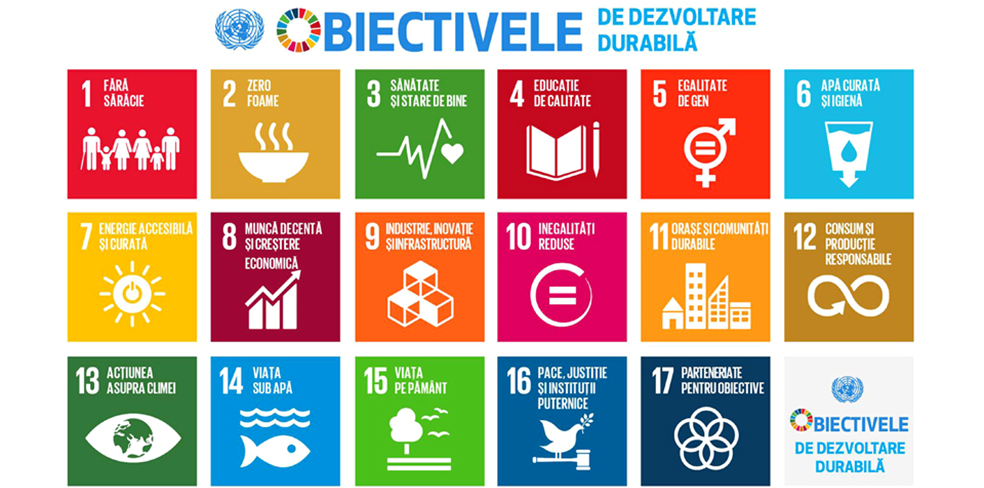 OBIECTIVELE
DE DEZVOLTARE
DURABILĂ
1 FĂRĂ
SĂRĂCIE
2 ZERO
FOAME
3 SĂNĂTATE
ȘI STARE DE BINE
4 EDUCAȚIE
DE CALITATE
5 EGALITATE
DE GEN
6 APĂ CURATĂ
ȘI IGIENĂ
7 ENERGIE ACCESIBILĂ
ȘI CURATĂ
8 MUNCĂ DECENTĂ
ȘI CREȘTERE
ECONOMICĂ
9 INDUSTRIE, INOVAȚIE
ȘI INFRASTRUCTURĂ
10 INEGALITĂȚI
REDUSE
11 ORAȘE ȘI COMUNITĂȚI
DURABILE
12 CONSUM ȘI
PRODUCȚIE
RESPONSABILE
13 ACȚIUNEA
ASUPRA CLIMEI
14 VIAȚA
SUB APĂ
15 VIAȚA
PE PĂMÂNT
16 PACE, JUSTIȚIE
ȘI INSTITUȚII
PUTERNICE
17 PARTENERIATE
PENTRU OBIECTIVE
OBIECTIVELE
DE DEZVOLTARE
DURABILĂ